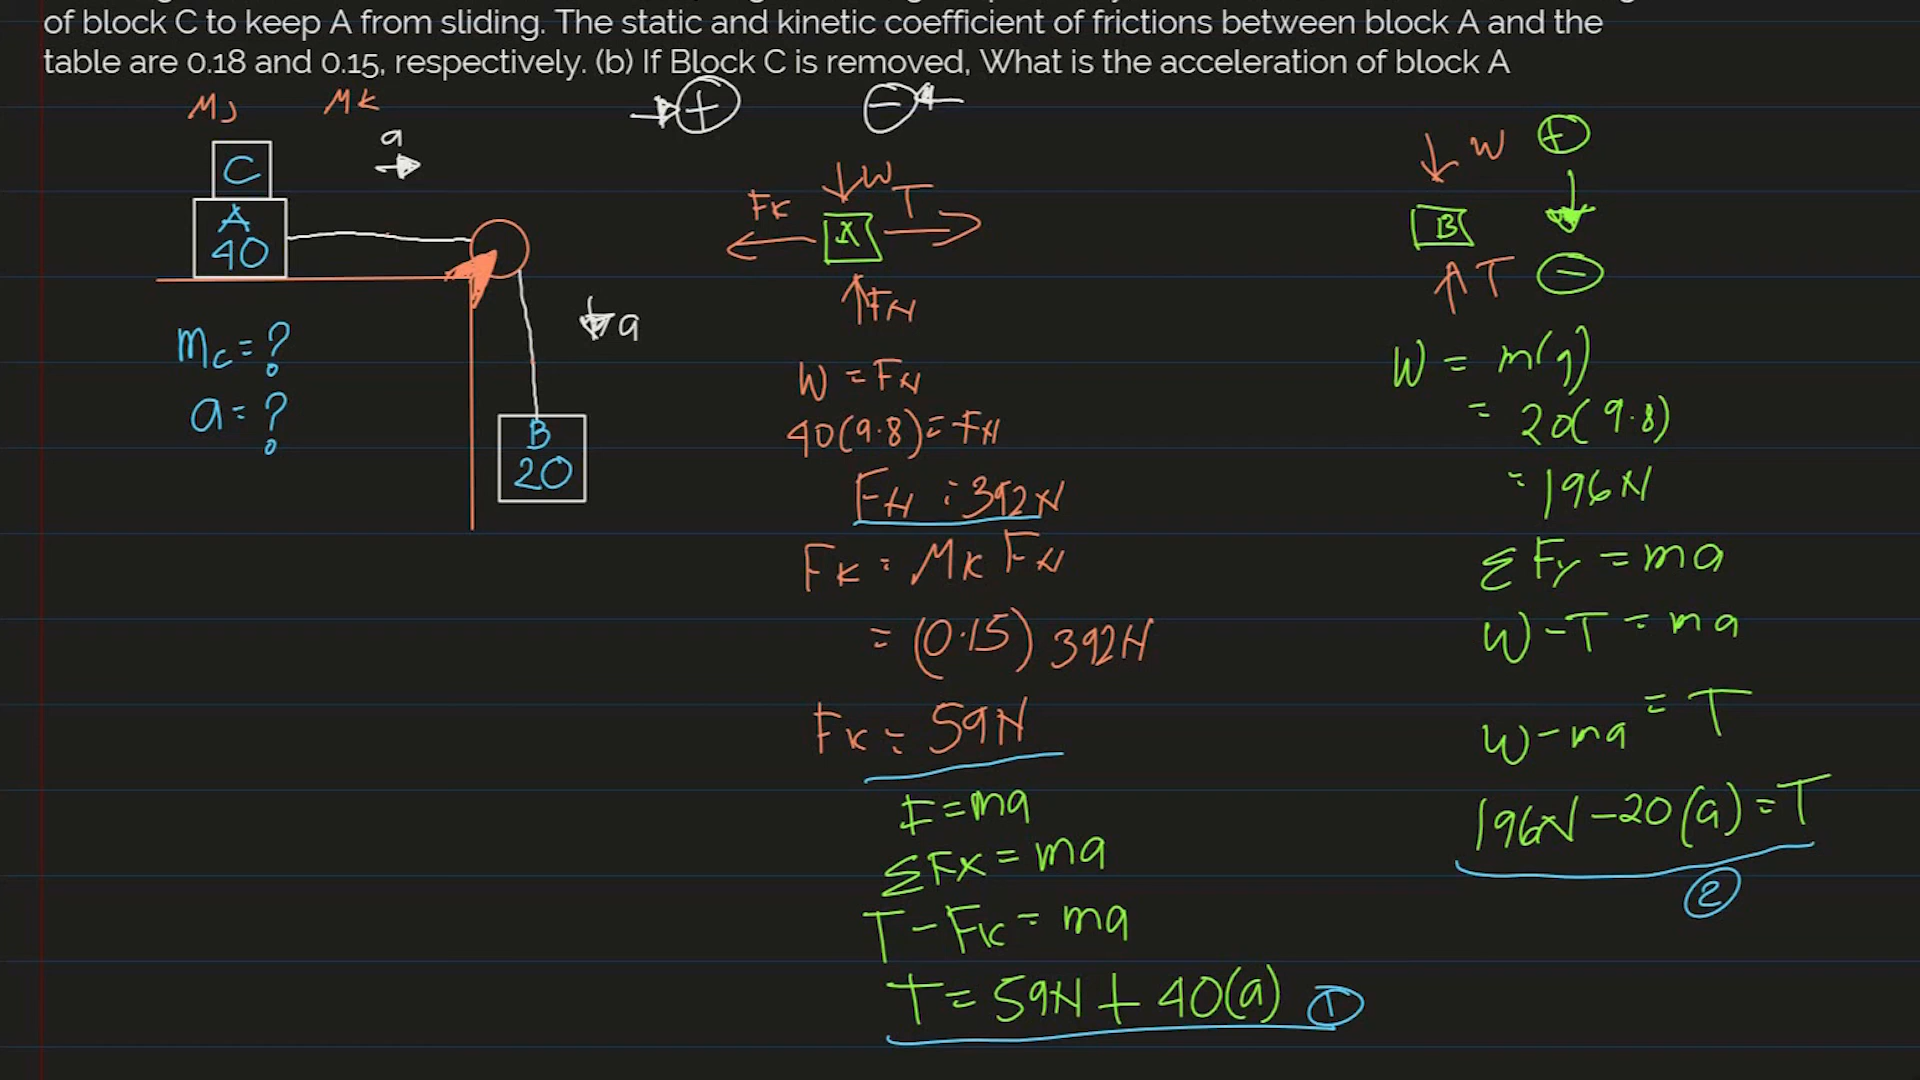 of block C to keep A from sliding. The static and kinetic coefficient of frictions between block A and the
table are 0.18 and 0.15, respectively. (b) If Block C is removed, What is the acceleration of block A
μs μk
a
+ −
C
A
40
a
B
20
mc = ?
a = ?
W
Fk A T
FN
W = FN
40(9.8) = FN
FN = 392N
Fk = μk FN
= (0.15) 392N
Fk = 59N
F = ma
ΣFx = ma
T − Fk = ma
T = 59N + 40(a) ①
W +
B
T −
W = m(g)
= 20(9.8)
= 196N
ΣFy = ma
W − T = ma
W − ma = T
196N − 20(a) = T
②